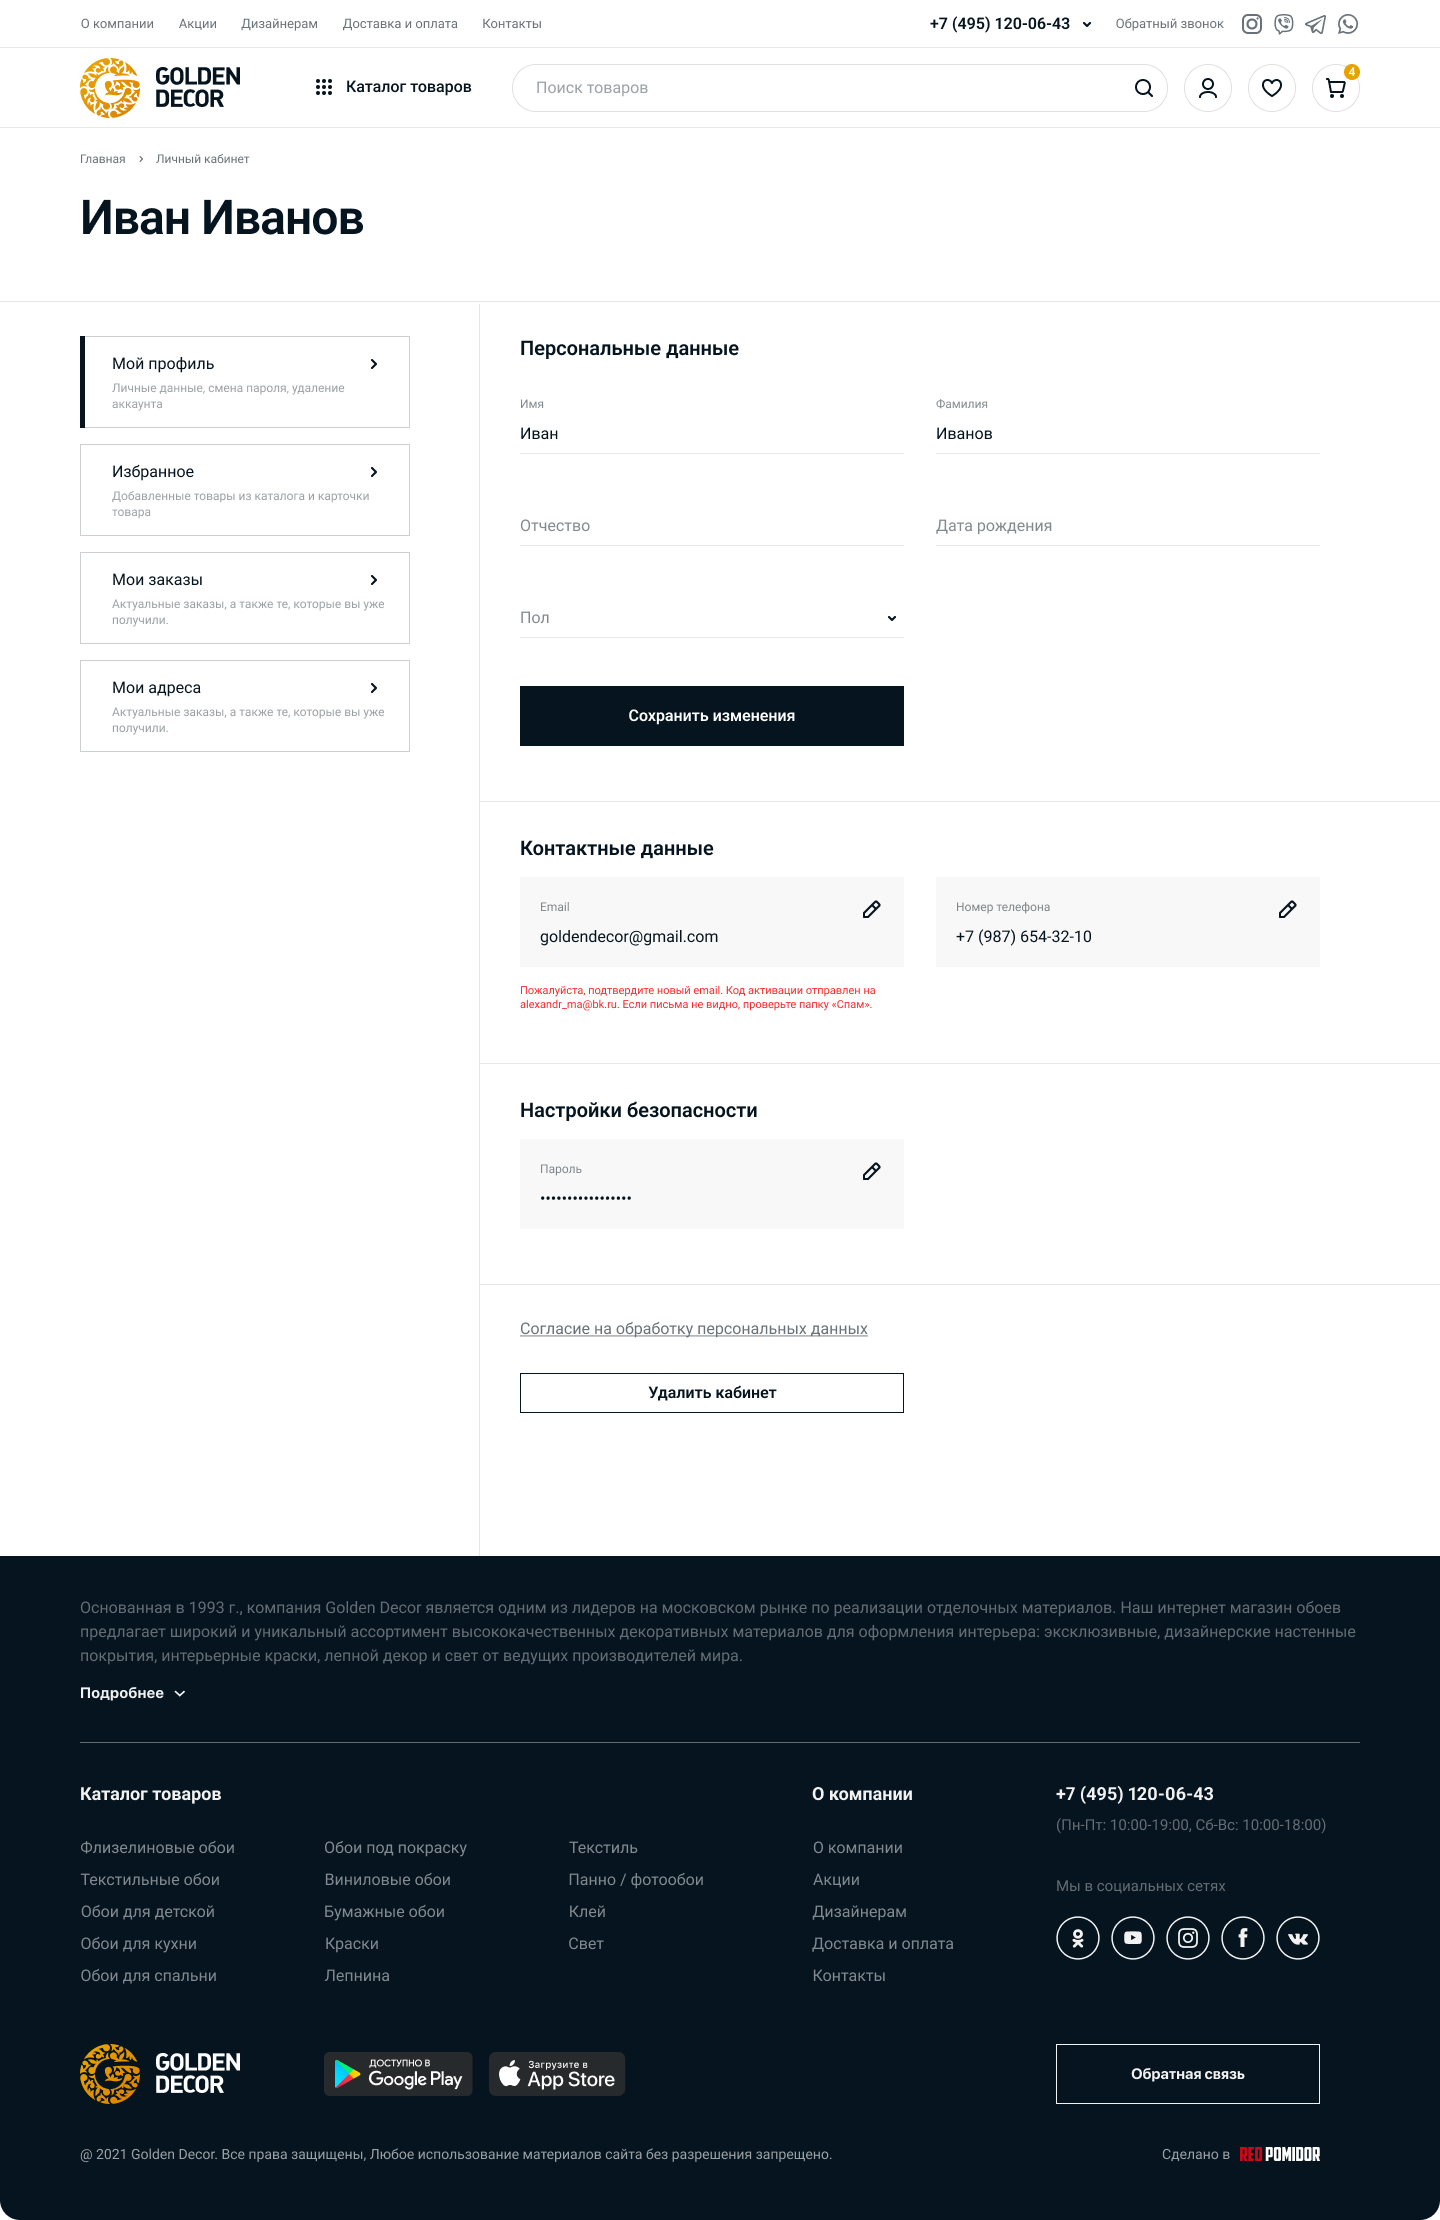 О компании Акции Дизайнерам Доставка и оплата Контакты +7 (495) 120-06-43 Обратный звонок
GOLDEN
DECOR
Каталог товаров
Поиск товаров
4
Главная > Личный кабинет
Иван Иванов
Мой профиль
Личные данные, смена пароля, удаление
аккаунта
Избранное
Добавленные товары из каталога и карточки
товара
Мои заказы
Актуальные заказы, а также те, которые вы уже
получили.
Мои адреса
Актуальные заказы, а также те, которые вы уже
получили.
Персональные данные
Имя
Иван
Фамилия
Иванов
Отчество
Дата рождения
Пол
Сохранить изменения
Контактные данные
Email
goldendecor@gmail.com
Номер телефона
+7 (987) 654-32-10
Пожалуйста, подтвердите новый email. Код активации отправлен на
alexandr_ma@bk.ru. Если письма не видно, проверьте папку «Спам».
Настройки безопасности
Пароль
•••••••••••••••••
Согласие на обработку персональных данных
Удалить кабинет
Основанная в 1993 г., компания Golden Decor является одним из лидеров на московском рынке по реализации отделочных материалов. Наш интернет магазин обоев
предлагает широкий и уникальный ассортимент высококачественных декоративных материалов для оформления интерьера: эксклюзивные, дизайнерские настенные
покрытия, интерьерные краски, лепной декор и свет от ведущих производителей мира.
Подробнее
Каталог товаров
Флизелиновые обои
Текстильные обои
Обои для детской
Обои для кухни
Обои для спальни
Обои под покраску
Виниловые обои
Бумажные обои
Краски
Лепнина
Текстиль
Панно / фотообои
Клей
Свет
О компании
О компании
Акции
Дизайнерам
Доставка и оплата
Контакты
+7 (495) 120-06-43
(Пн-Пт: 10:00-19:00, Сб-Вс: 10:00-18:00)
Мы в социальных сетях
GOLDEN
DECOR
ДОСТУПНО В
Google Play
Загрузите в
App Store
Обратная связь
@ 2021 Golden Decor. Все права защищены, Любое использование материалов сайта без разрешения запрещено.
Сделано в REDPOMIDOR